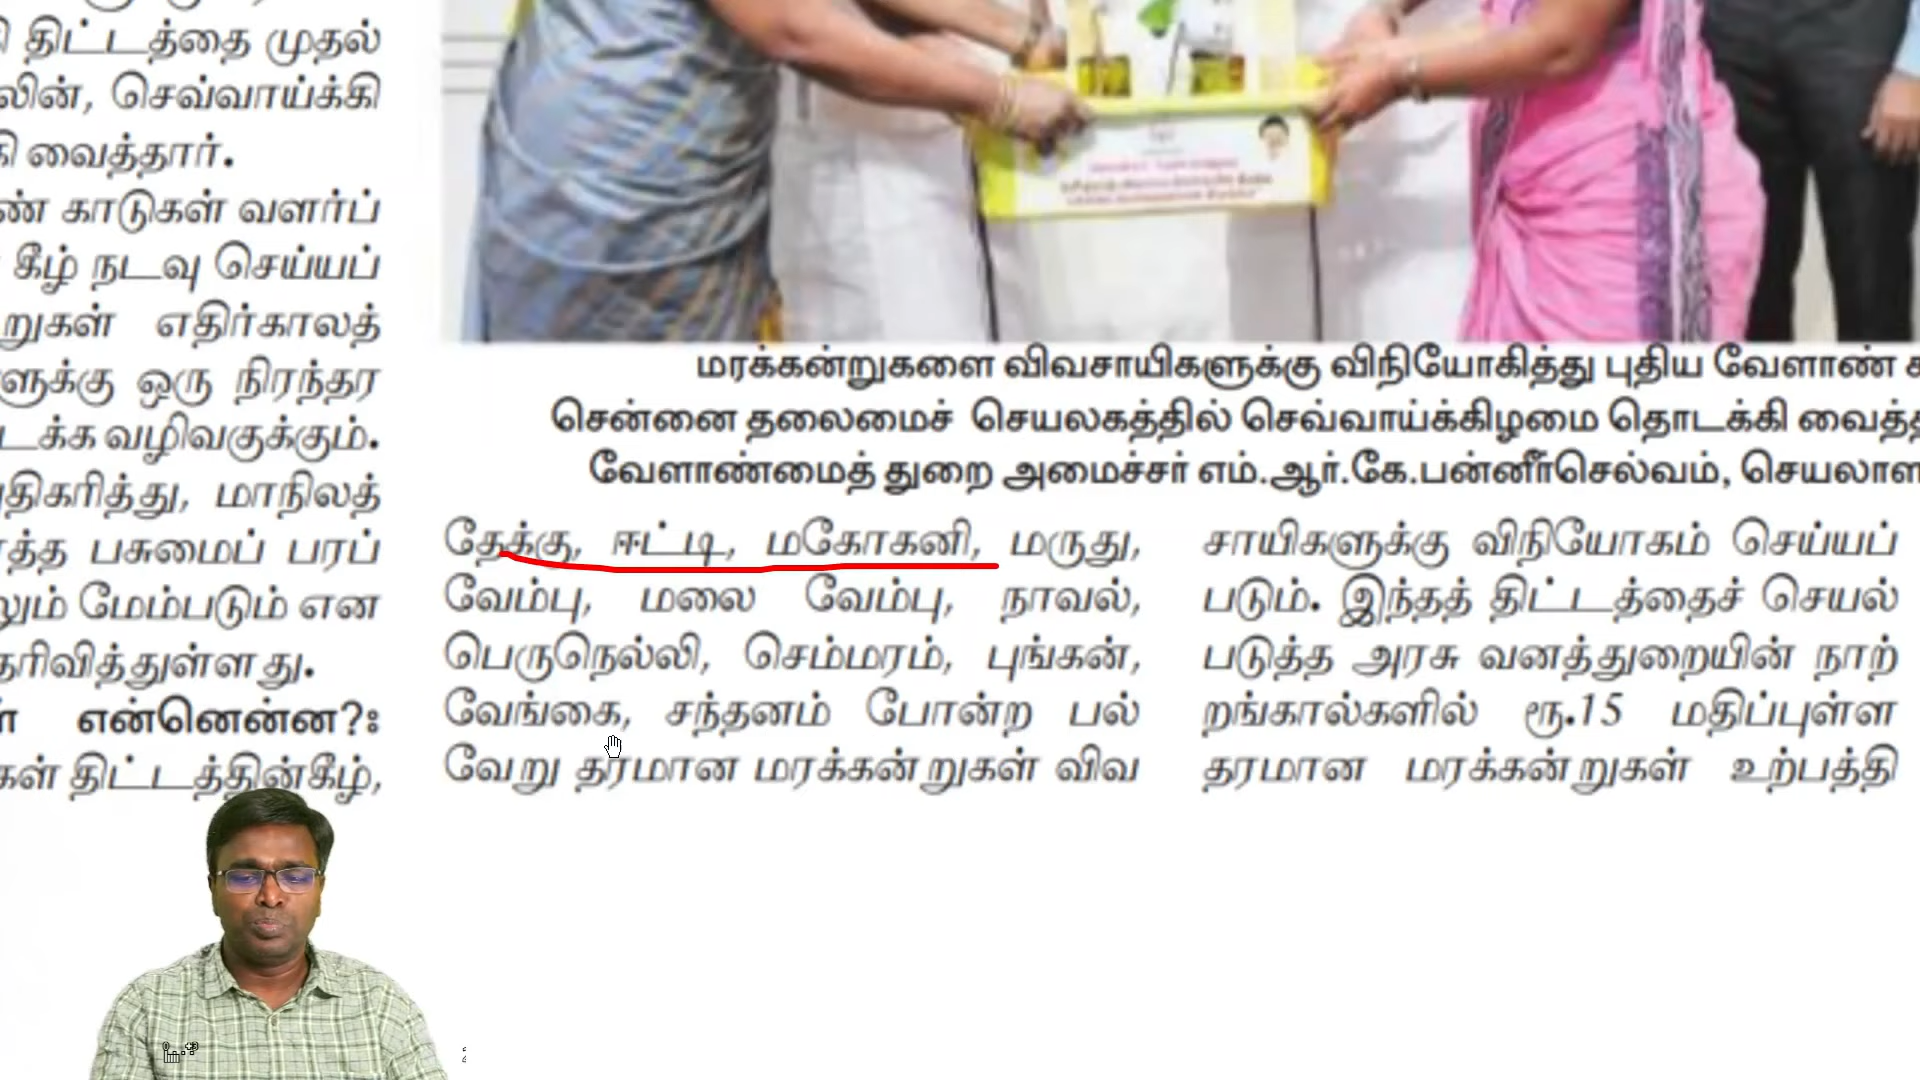 தி திட்டத்தை முதல்
லின், செவ்வாய்க்கி
கி வைத்தார்.
ண் காடுகள் வளர்ப்
கீழ் நடவு செய்யப்
றுகள் எதிர்காலத்
ளுக்கு ஒரு நிரந்தர
டக்க வழிவகுக்கும்.
திகரித்து, மாநிலத்
த்த பசுமைப் பரப்
லும் மேம்படும் என
தரிவித்துள்ளது.
என்னென்ன?:
கள் திட்டத்தின்கீழ்,
மரக்கன்றுகளை விவசாயிகளுக்கு விநியோகித்து புதிய வேளாண் க
சென்னை தலைமைச் செயலகத்தில் செவ்வாய்க்கிழமை தொடக்கி வைத்த
வேளாண்மைத் துறை அமைச்சர் எம்.ஆர்.கே.பன்னீர்செல்வம், செயலாள
தேக்கு, ஈட்டி, மகோகனி, மருது,
வேம்பு, மலை வேம்பு, நாவல்,
பெருநெல்லி, செம்மரம், புங்கன்,
வேங்கை, சந்தனம் போன்ற பல்
வேறு தரமான மரக்கன்றுகள் விவ
சாயிகளுக்கு விநியோகம் செய்யப்
படும். இந்தத் திட்டத்தைச் செயல்
படுத்த அரசு வனத்துறையின் நாற்
றங்கால்களில் ரூ.15 மதிப்புள்ள
தரமான மரக்கன்றுகள் உற்பத்தி